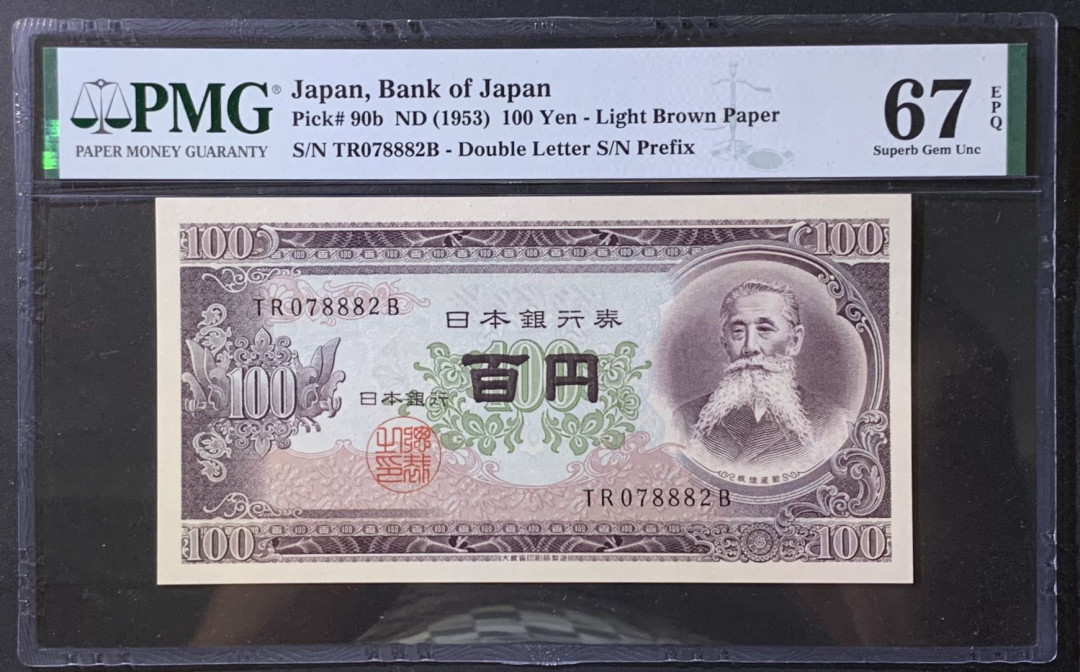 PMG®
PAPER MONEY GUARANTY
Japan, Bank of Japan
Pick# 90b ND (1953) 100 Yen - Light Brown Paper
S/N TR078882B - Double Letter S/N Prefix
67 EPQ
Superb Gem Unc
100 100
TR078882B
日本銀行券
百円
100
100
日本銀行
TR078882B
100 100